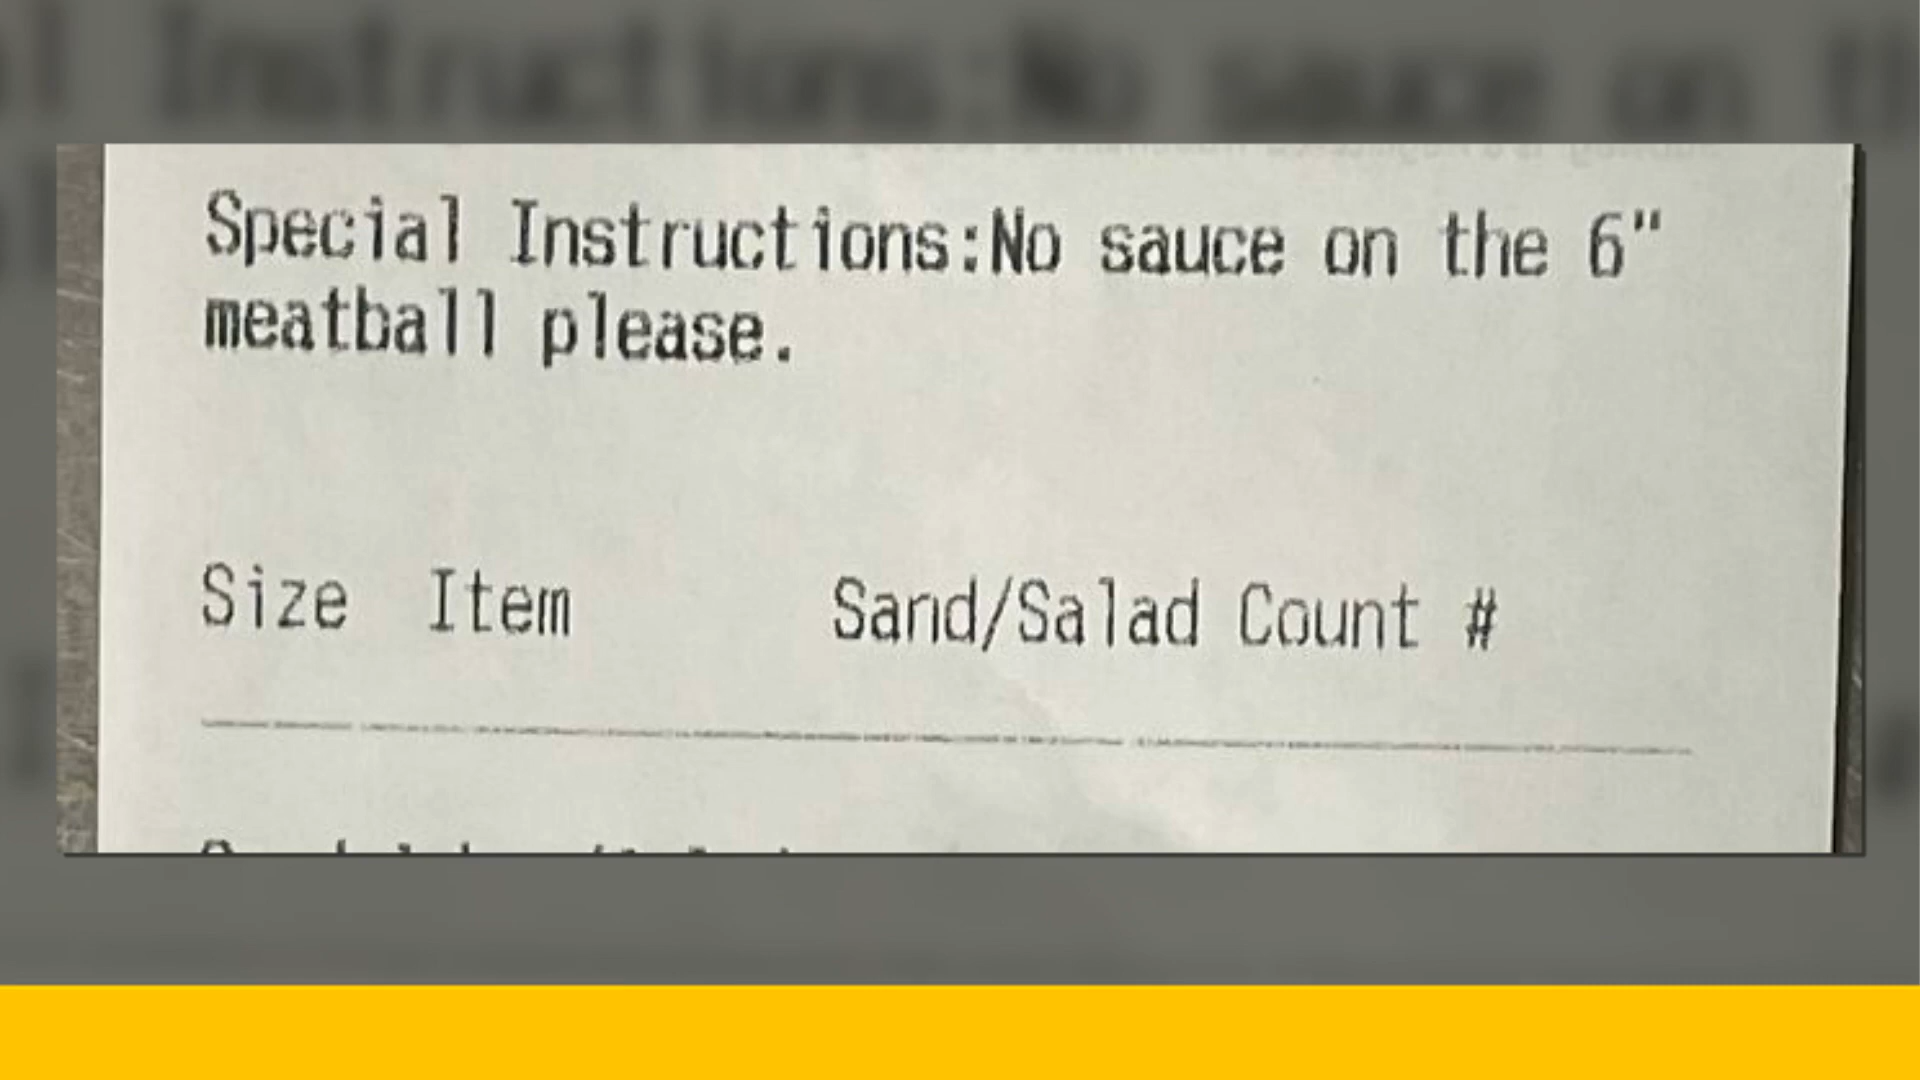 Special Instructions:No sauce on the 6"
meatball please.
Size Item Sand/Salad Count #